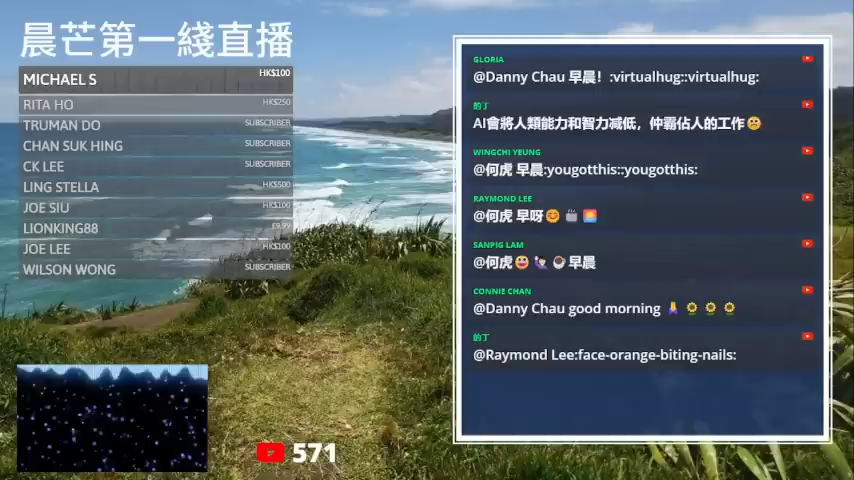 晨芒第一綫直播
MICHAEL S HK$100
RITA HO HK$250
TRUMAN DO SUBSCRIBER
CHAN SUK HING SUBSCRIBER
CK LEE SUBSCRIBER
LING STELLA HK$500
JOE SIU HK$100
LIONKING88 £9.99
JOE LEE HK$100
WILSON WONG SUBSCRIBER
571
GLORIA
@Danny Chau 早晨！:virtualhug::virtualhug:
的丁
AI會將人類能力和智力減低，仲霸佔人的工作😬
WINGCHI YEUNG
@何虎 早晨:yougotthis::yougotthis:
RAYMOND LEE
@何虎 早呀🌞☕🌅
SANPIG LAM
@何虎😃🙋🏻‍♀️☕早晨
CONNIE CHAN
@Danny Chau good morning 🙏🌻🌻🌻
的丁
@Raymond Lee:face-orange-biting-nails: